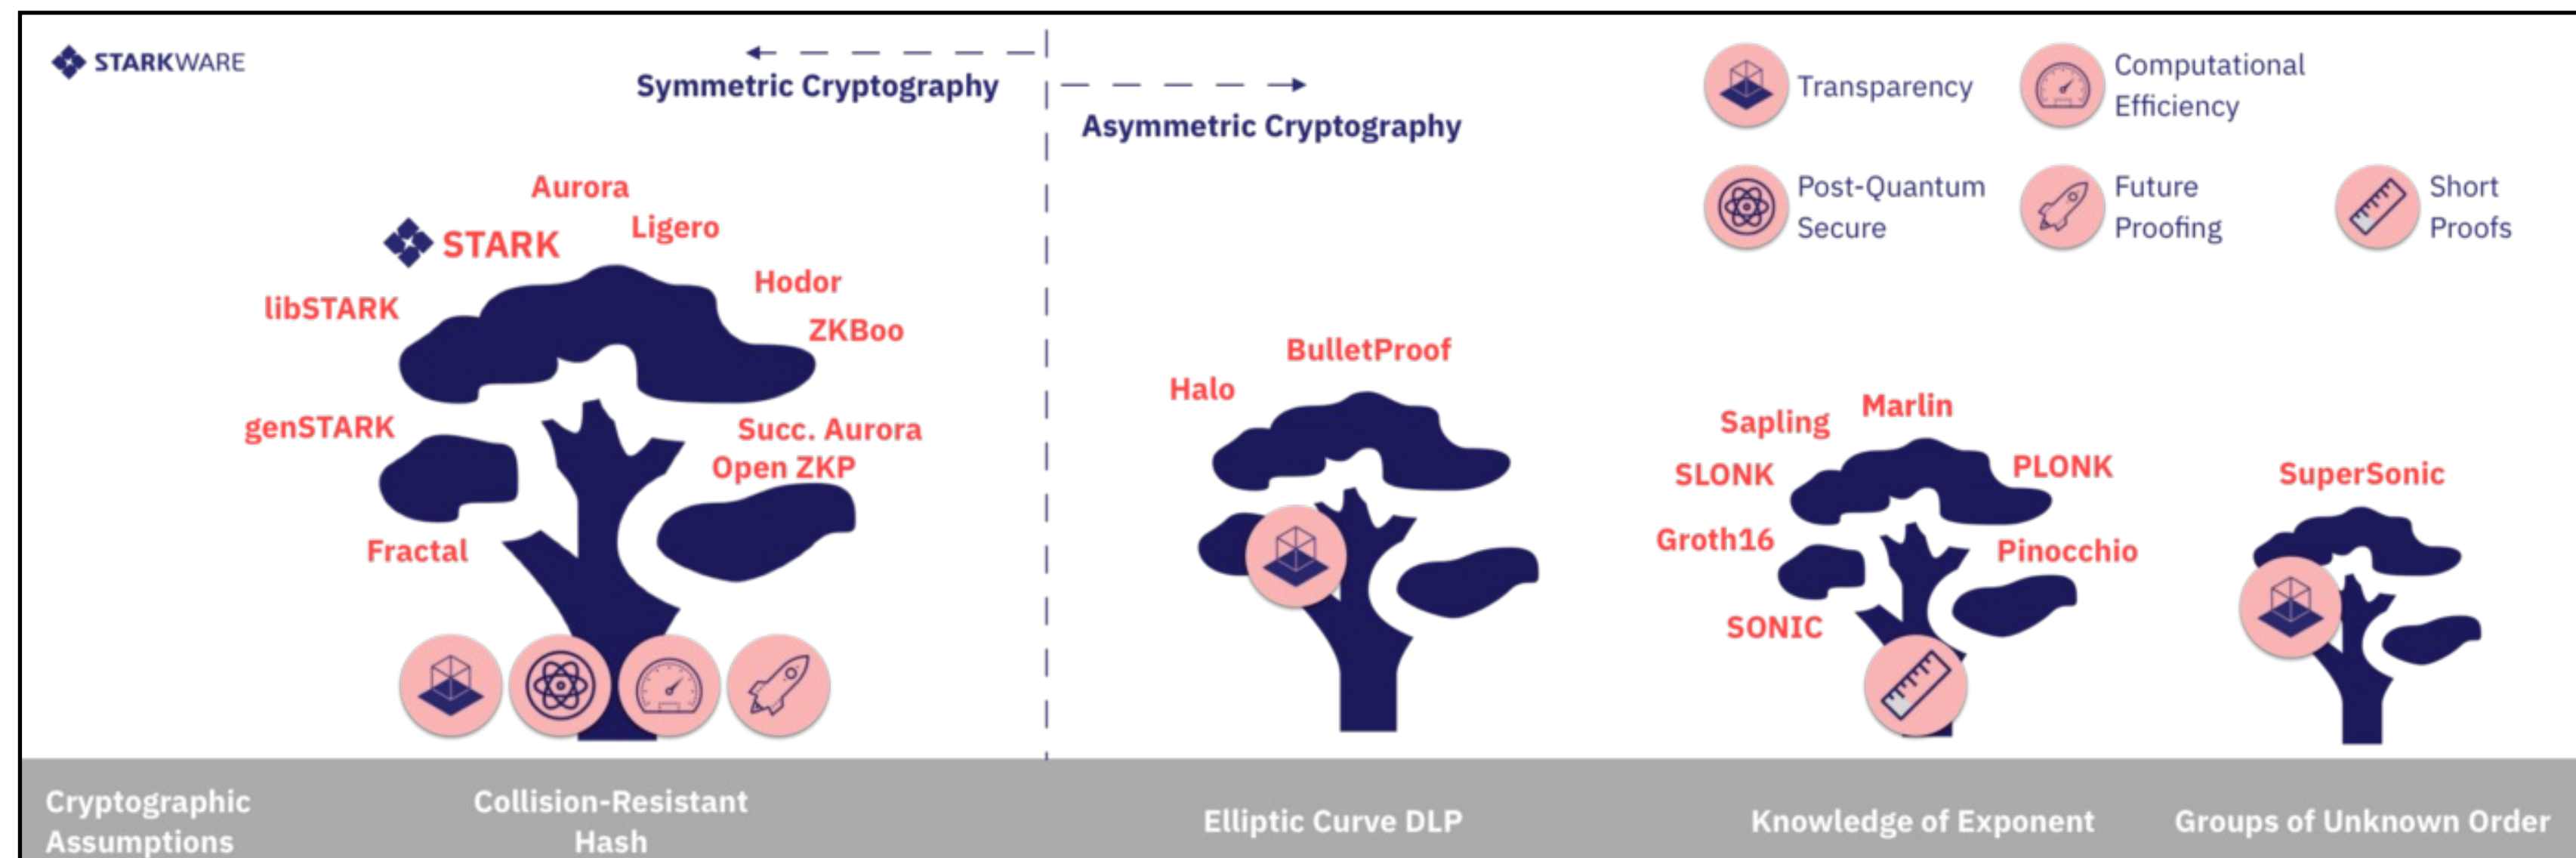 STARKWARE
Symmetric Cryptography
Asymmetric Cryptography
Transparency
Computational
Efficiency
Post-Quantum
Secure
Future
Proofing
Short
Proofs
Aurora
Ligero
STARK
Hodor
libSTARK
ZKBoo
genSTARK
Succ. Aurora
Open ZKP
Fractal
BulletProof
Halo
Marlin
Sapling
SLONK
PLONK
Groth16
Pinocchio
SONIC
SuperSonic
Cryptographic
Assumptions
Collision-Resistant
Hash
Elliptic Curve DLP
Knowledge of Exponent
Groups of Unknown Order